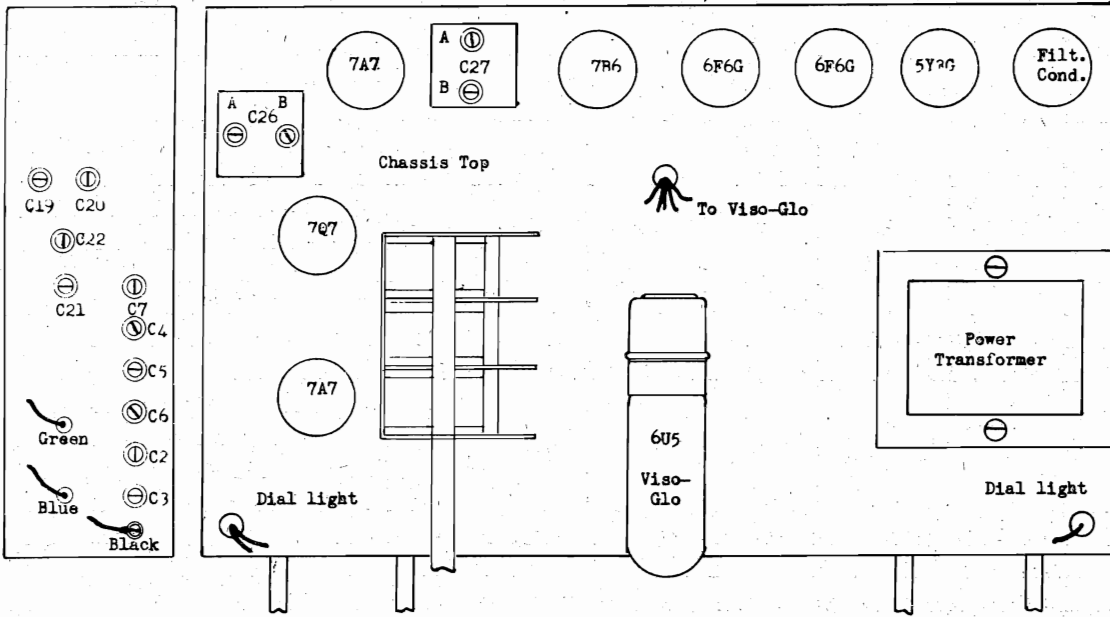 7A7
A
C27
B
7B6
6F6G
6F6G
5Y3G
Filt.
Cond.
A B
C26
Chassis Top
C19 C20
To Viso-Glo
7Q7
C22
C21
C7
C4
Power
Transformer
C5
7A7
C6
Green
6U5
C2
Viso-
Glo
Dial light
Dial light
C3
Blue
Black